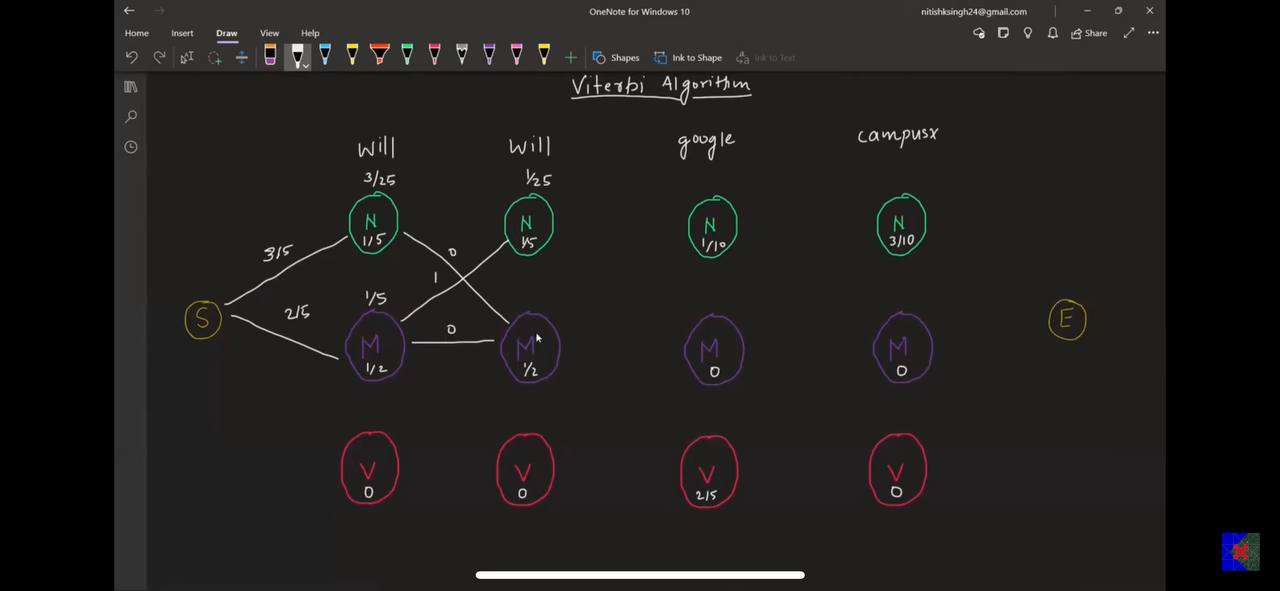 OneNote for Windows 10
nitishksingh24@gmail.com
Home Insert Draw View Help
Share
Shapes Ink to Shape Ink to Text
Viterbi Algorithm
will will google campusx
3/25 1/25
N N N N
1/5 1/5 1/10 3/10
3/5 0
1
2/5 1/5
S E
0
M M M M
1/2 1/2 0 0
V V V V
0 0 2/5 0